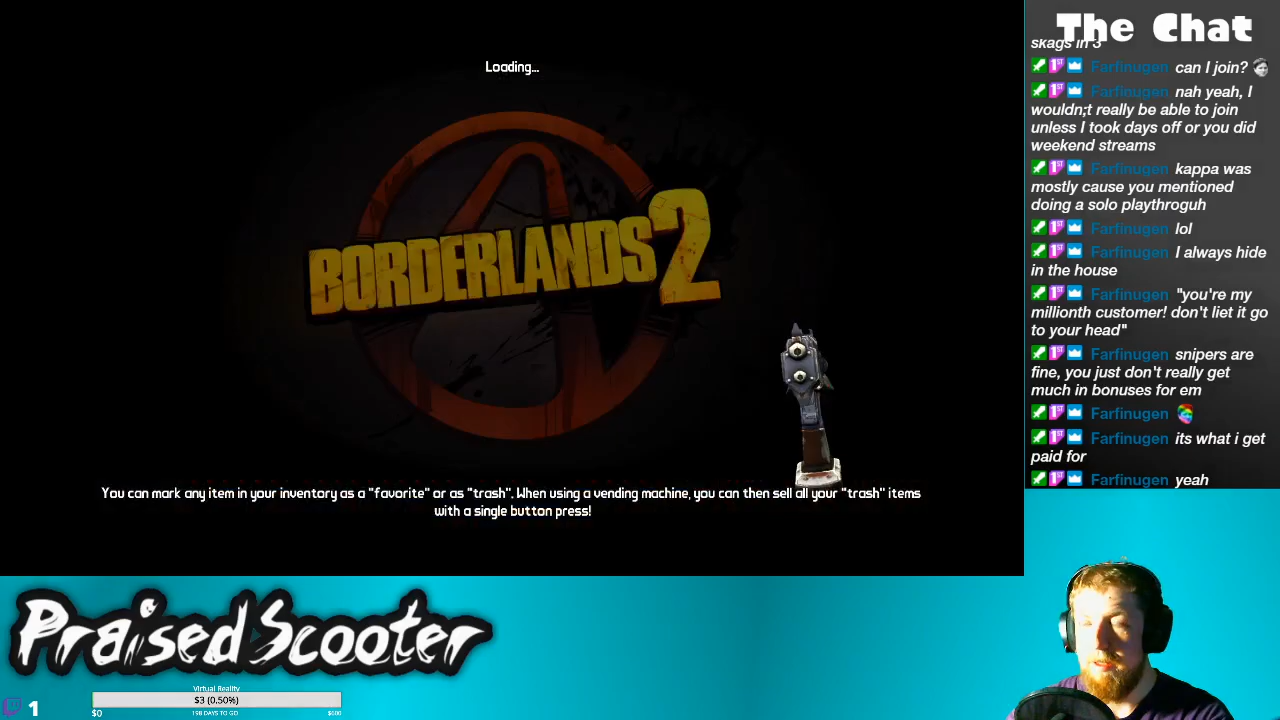 Loading...
BORDERLANDS 2
You can mark any item in your inventory as a "favorite" or as "trash". When using a vending machine, you can then sell all your "trash" items
with a single button press!
The Chat
skags in 3
Farfinugen can I join?
Farfinugen nah yeah, I
wouldn;t really be able to join
unless I took days off or you did
weekend streams
Farfinugen kappa was
mostly cause you mentioned
doing a solo playthroguh
Farfinugen lol
Farfinugen I always hide
in the house
Farfinugen "you're my
millionth customer! don't liet it go
to your head"
Farfinugen snipers are
fine, you just don't really get
much in bonuses for em
Farfinugen
Farfinugen its what i get
paid for
Farfinugen yeah
PraisedScooter
1
Virtual Reality
$3 (0.50%)
$0
198 DAYS TO GO
$600